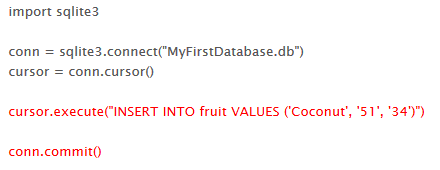 import sqlite3
conn = sqlite3.connect("MyFirstDatabase.db")
cursor = conn.cursor()
cursor.execute("INSERT INTO fruit VALUES ('Coconut', '51', '34')")
conn.commit()